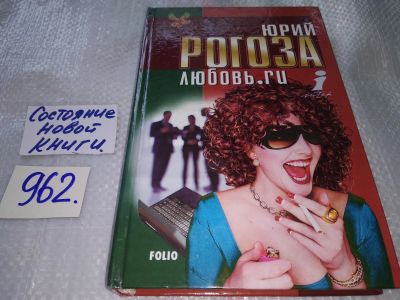 Состояние
новой
книги.
962.
ЮРИЙ
РОГОЗА
ЛЮБОВЬ.RU
FOLIO